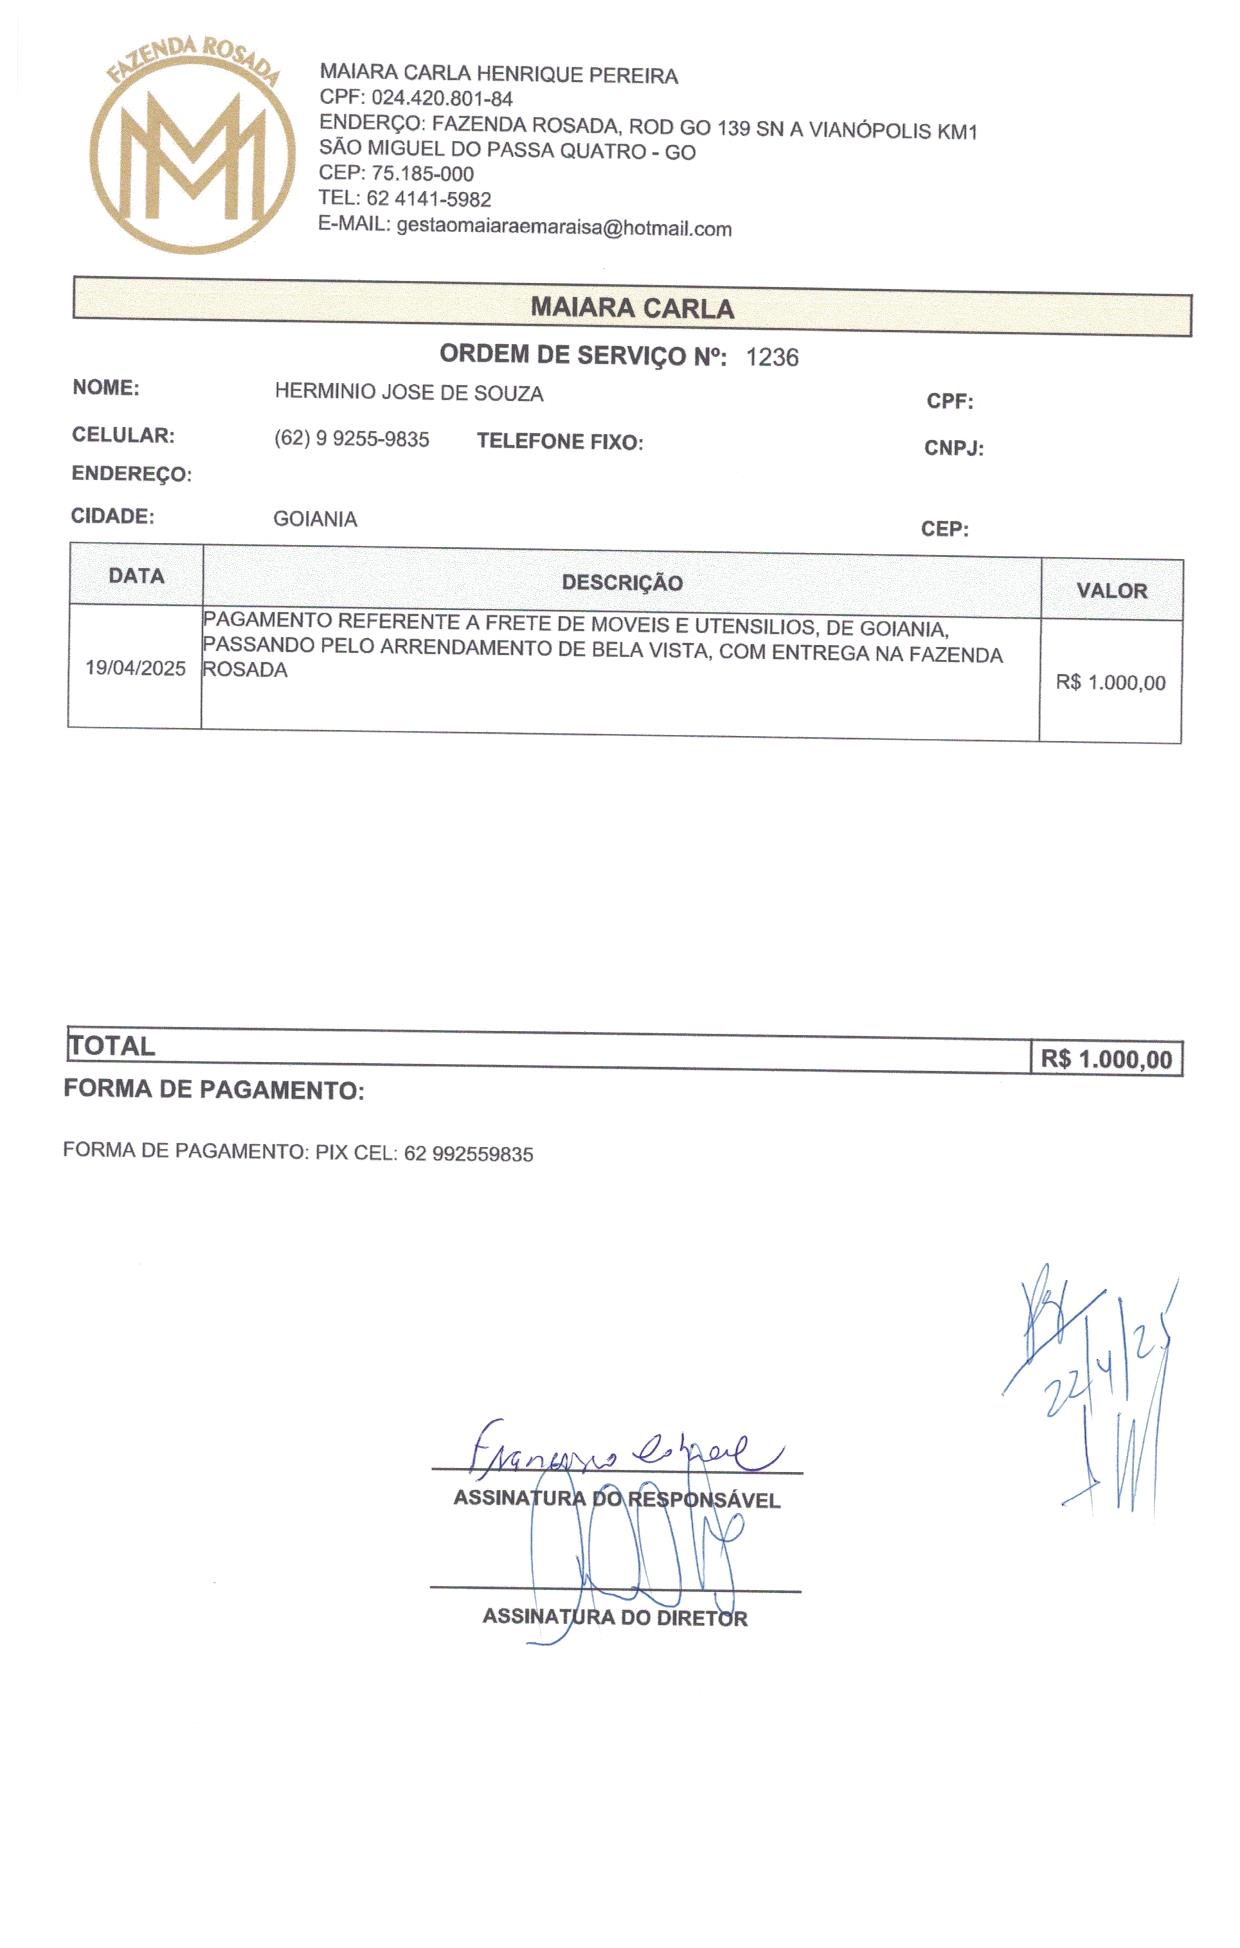 FAZENDA ROSADA
MAIARA CARLA HENRIQUE PEREIRA
CPF: 024.420.801-84
ENDERÇO: FAZENDA ROSADA, ROD GO 139 SN A VIANÓPOLIS KM1
SÃO MIGUEL DO PASSA QUATRO - GO
CEP: 75.185-000
TEL: 62 4141-5982
E-MAIL: gestaomaiaraemaraisa@hotmail.com
MAIARA CARLA
ORDEM DE SERVIÇO Nº: 1236
NOME: HERMINIO JOSE DE SOUZA CPF:
CELULAR: (62) 9 9255-9835 TELEFONE FIXO: CNPJ:
ENDEREÇO:
CIDADE: GOIANIA CEP:
DATA DESCRIÇÃO VALOR
PAGAMENTO REFERENTE A FRETE DE MOVEIS E UTENSILIOS, DE GOIANIA,
PASSANDO PELO ARRENDAMENTO DE BELA VISTA, COM ENTREGA NA FAZENDA
19/04/2025 ROSADA R$ 1.000,00
TOTAL R$ 1.000,00
FORMA DE PAGAMENTO:
FORMA DE PAGAMENTO: PIX CEL: 62 992559835
22/4/25
Francisco
ASSINATURA DO RESPONSÁVEL
ASSINATURA DO DIRETOR